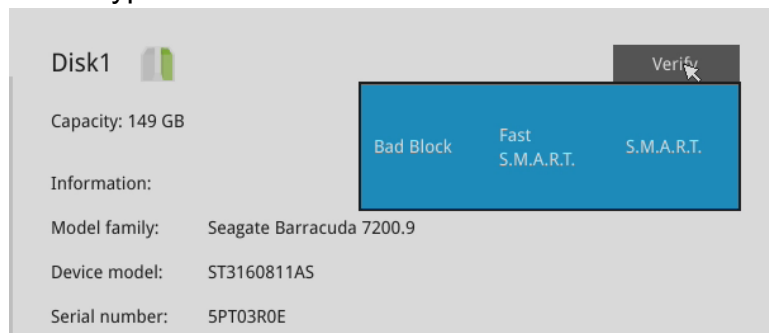 Disk1
Verify
Capacity: 149 GB
Bad Block
Fast
S.M.A.R.T.
S.M.A.R.T.
Information:
Model family: Seagate Barracuda 7200.9
Device model: ST3160811AS
Serial number: 5PT03R0E